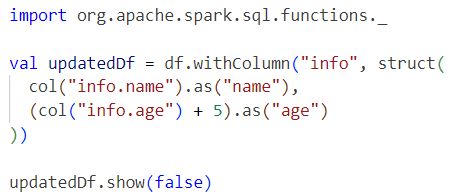 import org.apache.spark.sql.functions._

val updatedDf = df.withColumn("info", struct(
  col("info.name").as("name"),
  (col("info.age") + 5).as("age")
))

updatedDf.show(false)